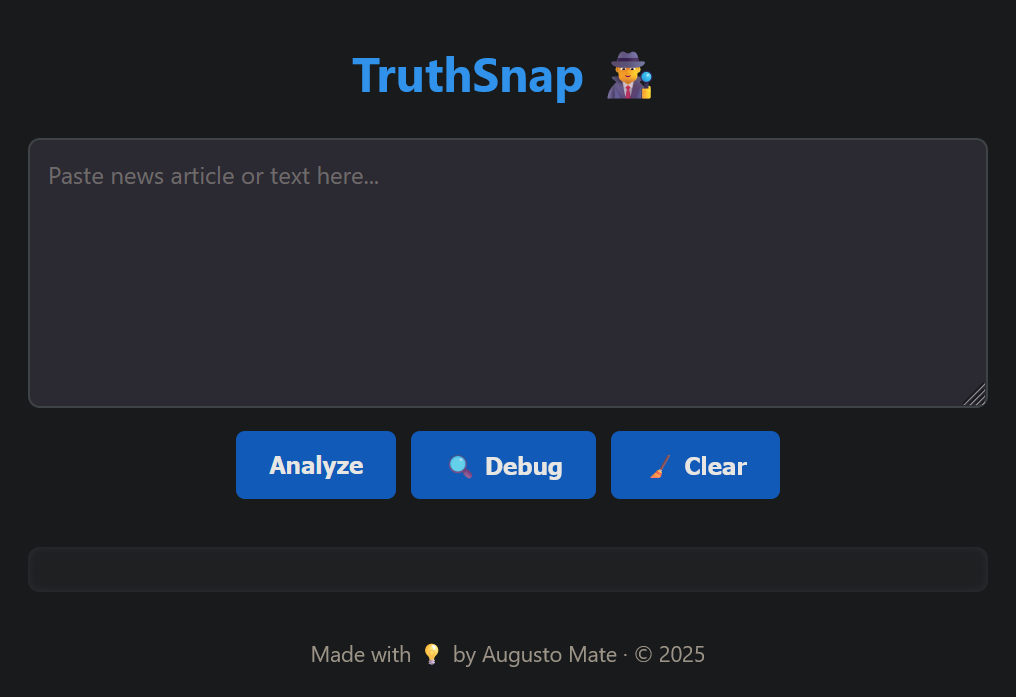 TruthSnap 🕵️
Paste news article or text here...
Analyze
🔍 Debug
🧹 Clear
Made with 💡 by Augusto Mate · © 2025